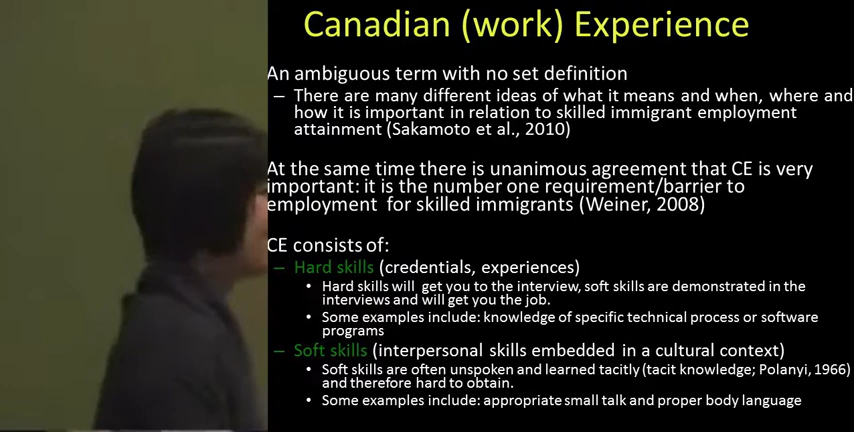 Canadian (work) Experience
An ambiguous term with no set definition
– There are many different ideas of what it means and when, where and
how it is important in relation to skilled immigrant employment
attainment (Sakamoto et al., 2010)
At the same time there is unanimous agreement that CE is very
important: it is the number one requirement/barrier to
employment for skilled immigrants (Weiner, 2008)
CE consists of:
– Hard skills (credentials, experiences)
• Hard skills will get you to the interview, soft skills are demonstrated in the
interviews and will get you the job.
• Some examples include: knowledge of specific technical process or software
programs
– Soft skills (interpersonal skills embedded in a cultural context)
• Soft skills are often unspoken and learned tacitly (tacit knowledge; Polanyi, 1966)
and therefore hard to obtain.
• Some examples include: appropriate small talk and proper body language